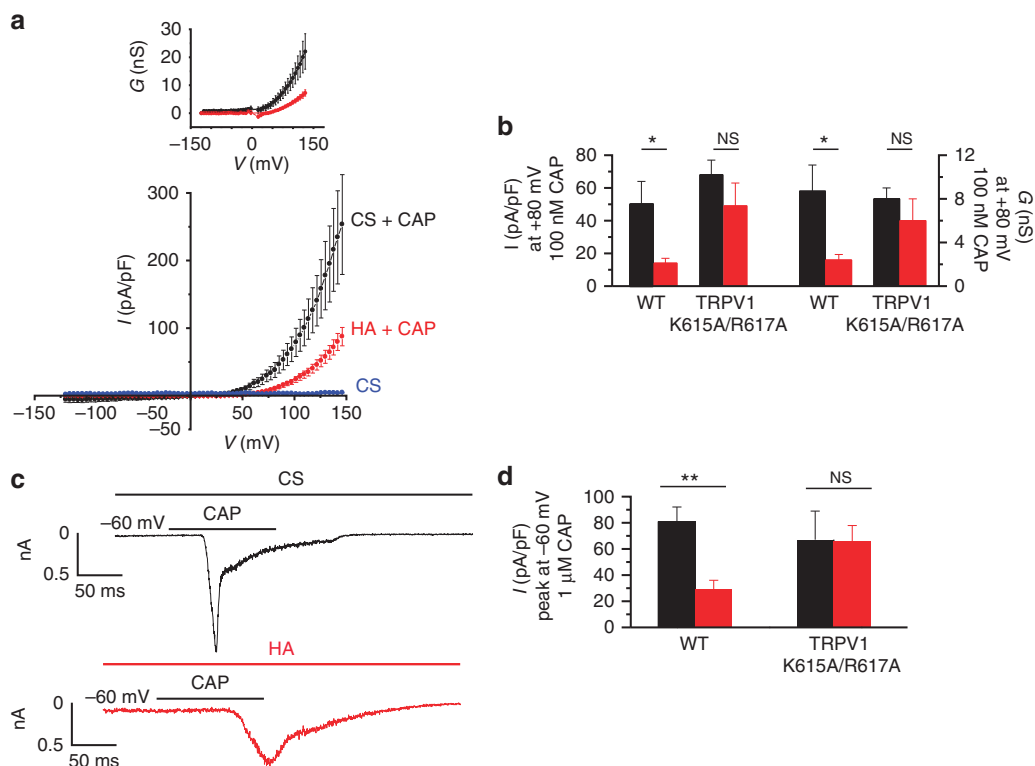 a
30
20
10
0
G (nS)
−150
0
150
V (mV)
300
200
100
−50
I (pA/pF)
CS + CAP
HA + CAP
CS
−150
−100
−50
50
100
150
V (mV)
b
*
NS
*
NS
80
60
40
20
0
I (pA/pF)
at +80 mV
100 nM CAP
12
8
4
0
G (nS)
at +80 mV
100 nM CAP
WT
TRPV1
K615A/R617A
WT
TRPV1
K615A/R617A
c
CS
−60 mV
CAP
0
nA
0.5
50 ms
HA
−60 mV
CAP
0
nA
0.5
50 ms
d
**
NS
100
80
60
40
20
0
I (pA/pF)
peak at −60 mV
1 μM CAP
WT
TRPV1
K615A/R617A